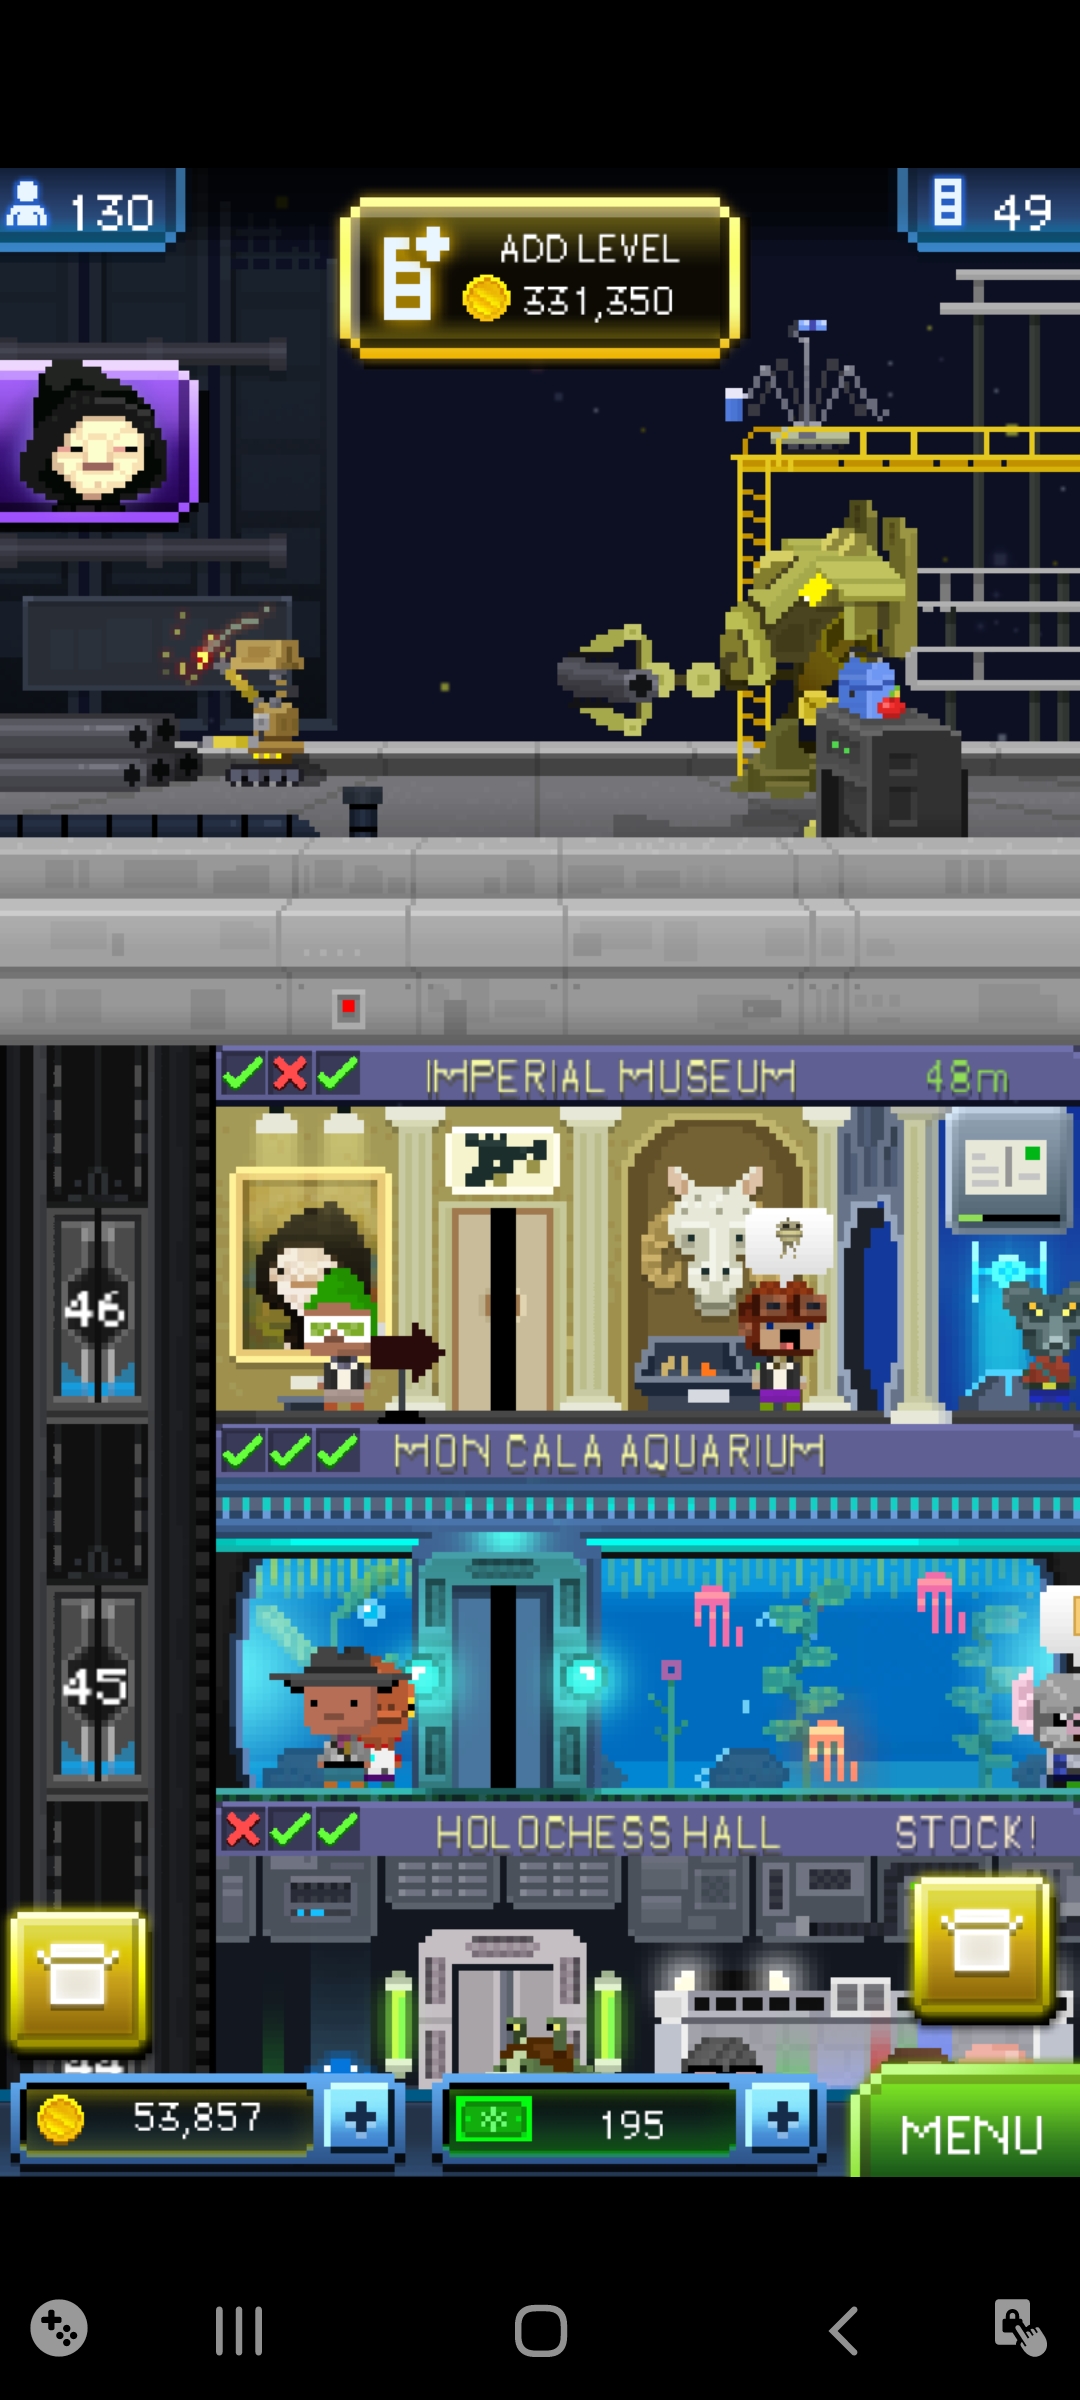 130
ADD LEVEL
331,350
49
IMPERIAL MUSEUM 48m
46
MON CALA AQUARIUM
45
HOLOCHESS HALL STOCK!
53,857
195
MENU